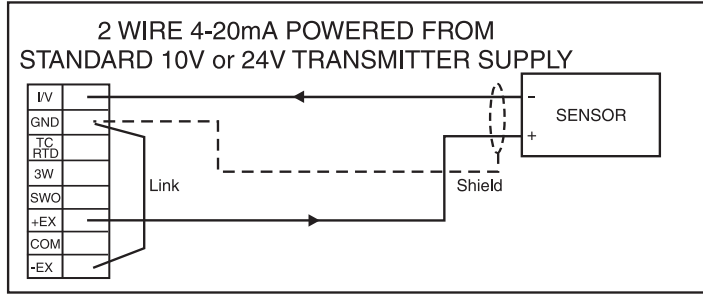 2 WIRE 4-20mA POWERED FROM
STANDARD 10V or 24V TRANSMITTER SUPPLY
I/V
GND
TC
RTD
3W
SWO
+EX
COM
-EX
Link
Shield
-
+
SENSOR